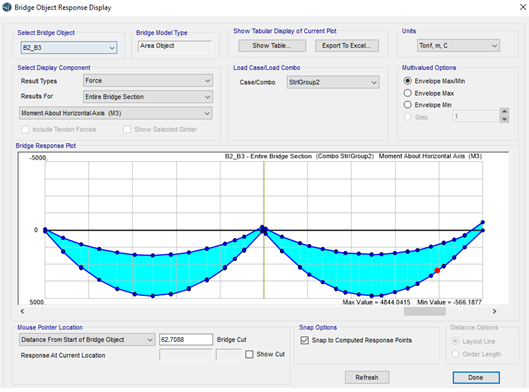 Bridge Object Response Display
Select Bridge Object
B2_B3
Bridge Model Type
Area Object
Show Tabular Display of Current Plot
Show Table...
Export To Excel...
Units
Tonf, m, C
Select Display Component
Result Types
Force
Results For
Entire Bridge Section
Moment About Horizontal Axis (M3)
Include Tendon Forces
Show Selected Girder
Load Case/Load Combo
Case/Combo
StrIGroup2
Multivalued Options
Envelope Max/Min
Envelope Max
Envelope Min
Step
1
Bridge Response Plot
-5000
B2_B3 - Entire Bridge Section (Combo StrIGroup2) Moment About Horizontal Axis (M3)
0
5000
Max Value = 4844.0415 Min Value = -566.1877
Mouse Pointer Location
Distance From Start of Bridge Object
62,7088
Bridge Cut
Response At Current Location
Show Cut
Snap Options
Snap to Computed Response Points
Distance Options
Layout Line
Girder Length
Refresh
Done